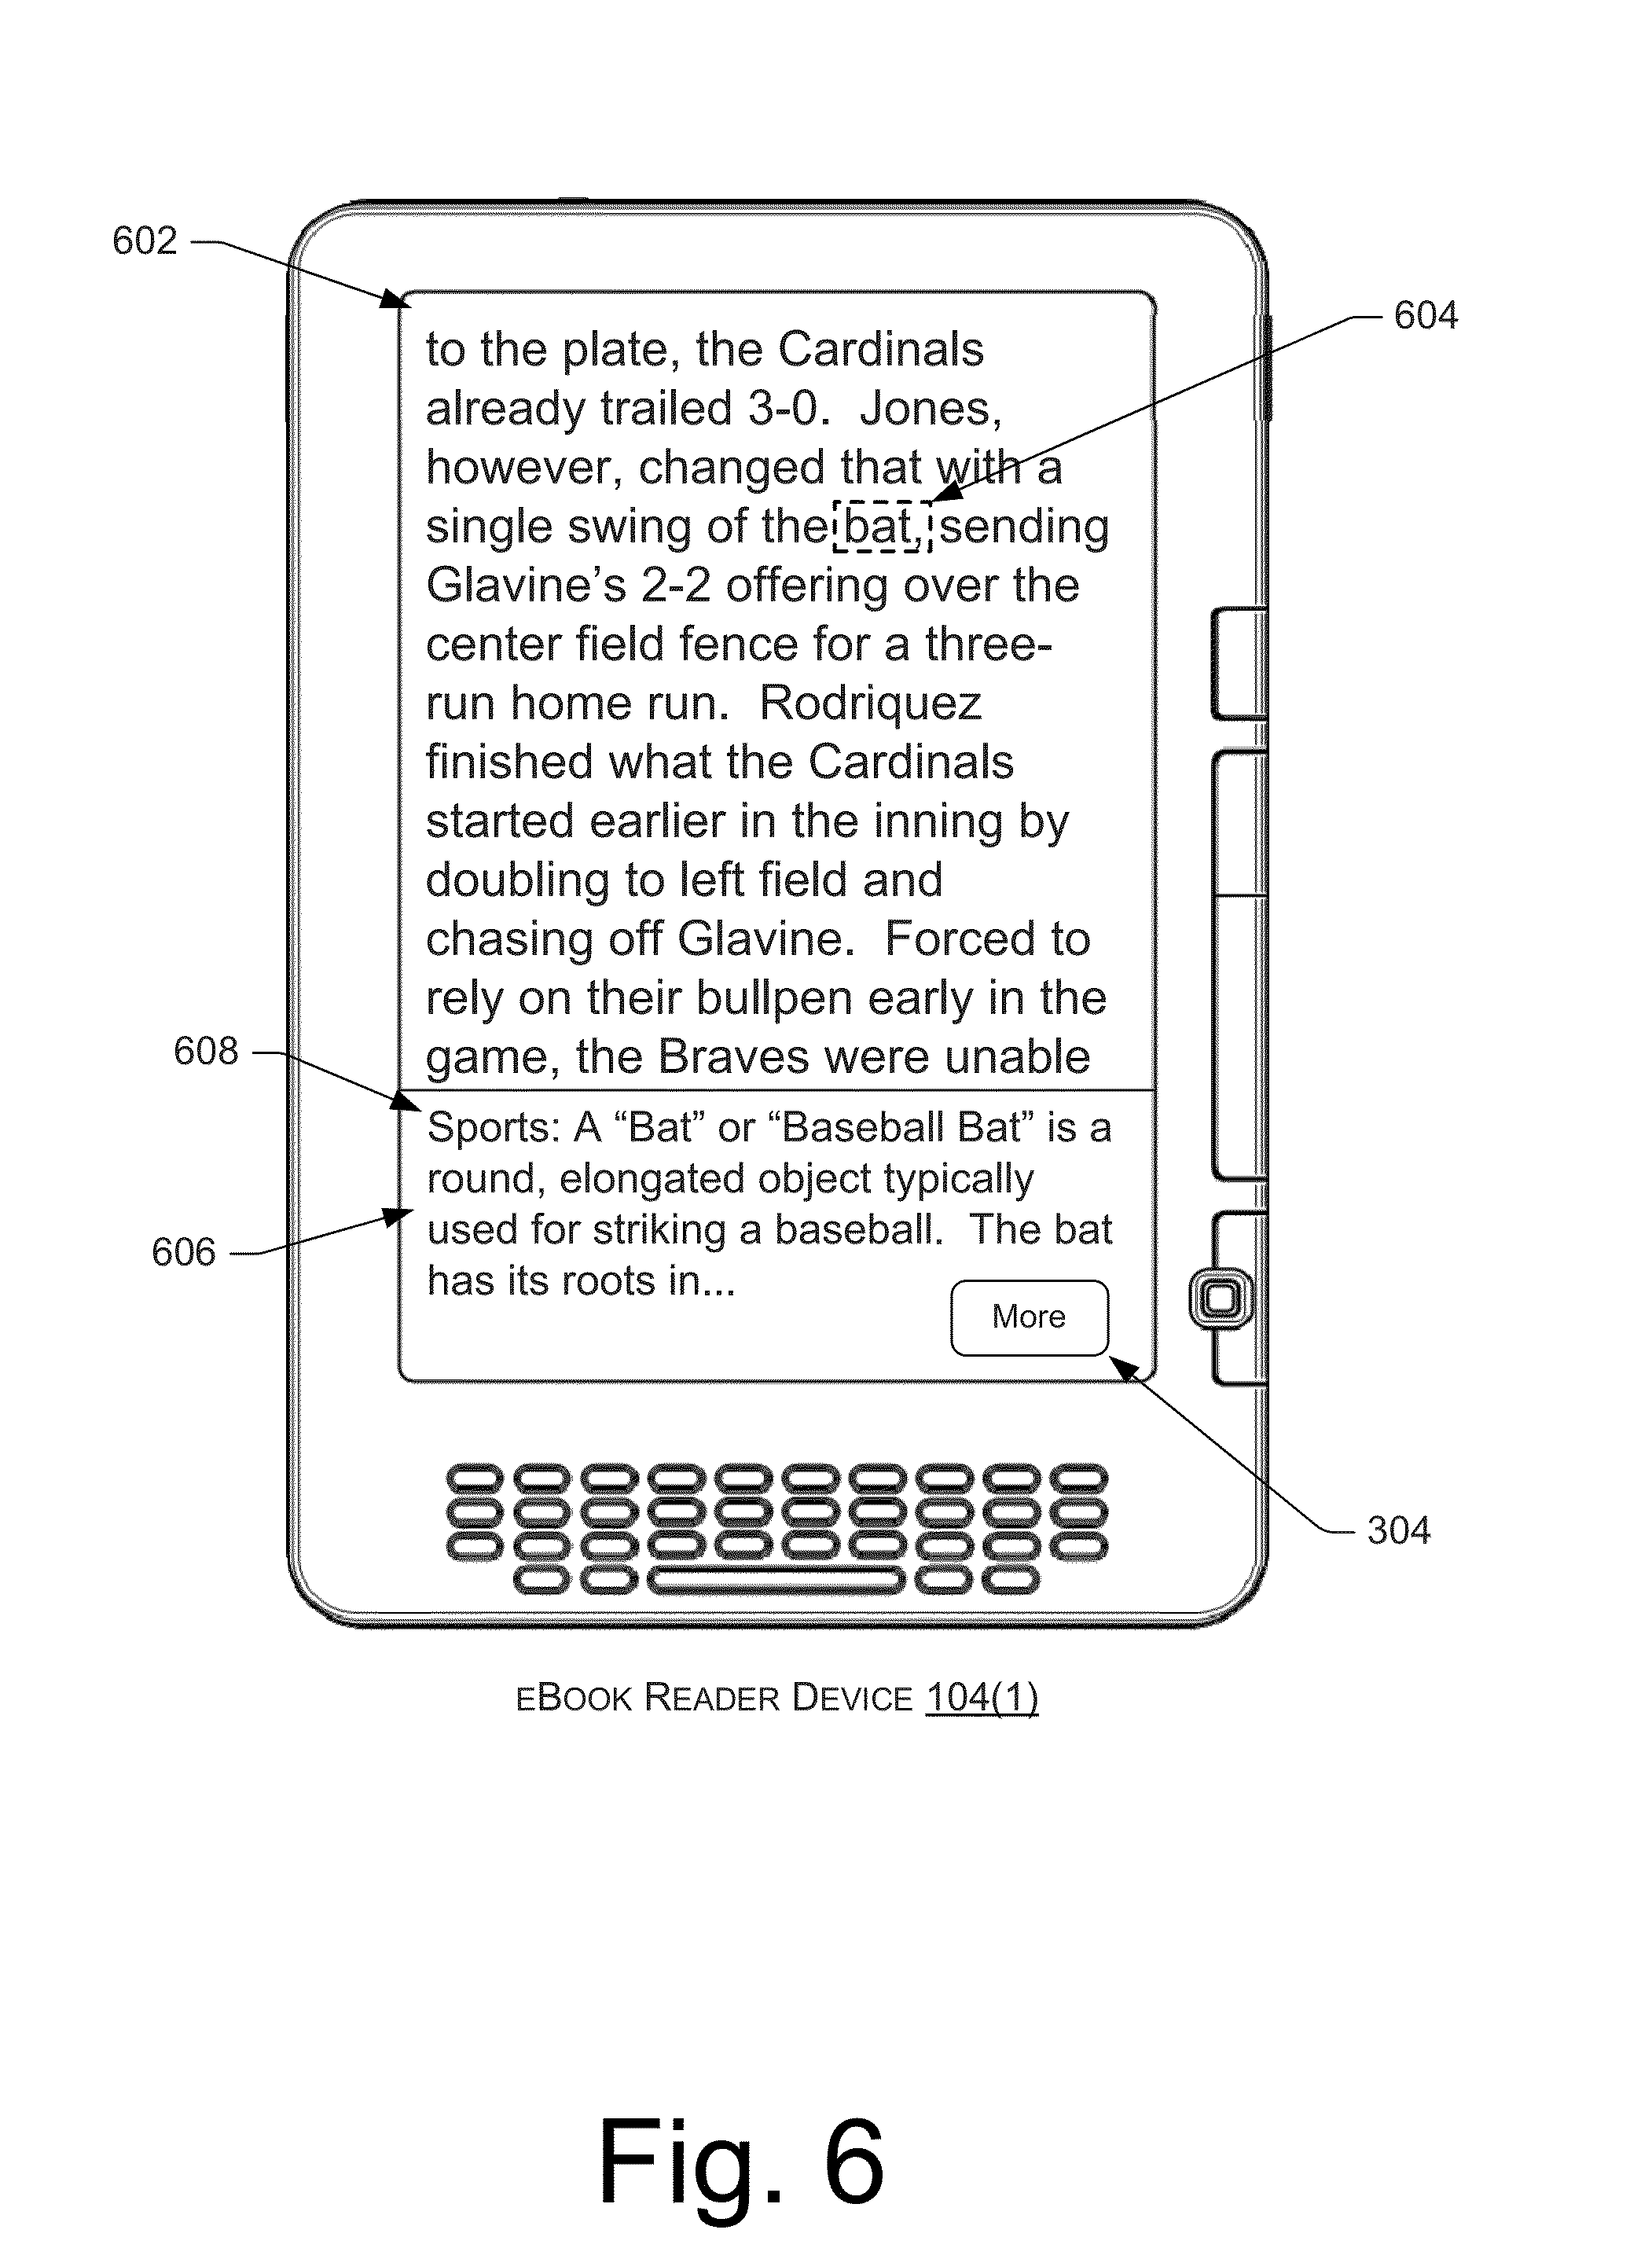 602
604
to the plate, the Cardinals
already trailed 3-0.  Jones,
however, changed that with a
single swing of the bat, sending
Glavine’s 2-2 offering over the
center field fence for a three-
run home run.  Rodriquez
finished what the Cardinals
started earlier in the inning by
doubling to left field and
chasing off Glavine.  Forced to
rely on their bullpen early in the
game, the Braves were unable
608
Sports: A “Bat” or “Baseball Bat” is a
round, elongated object typically
used for striking a baseball.  The bat
606
has its roots in...
More
304
EBOOK READER DEVICE 104(1)
Fig. 6